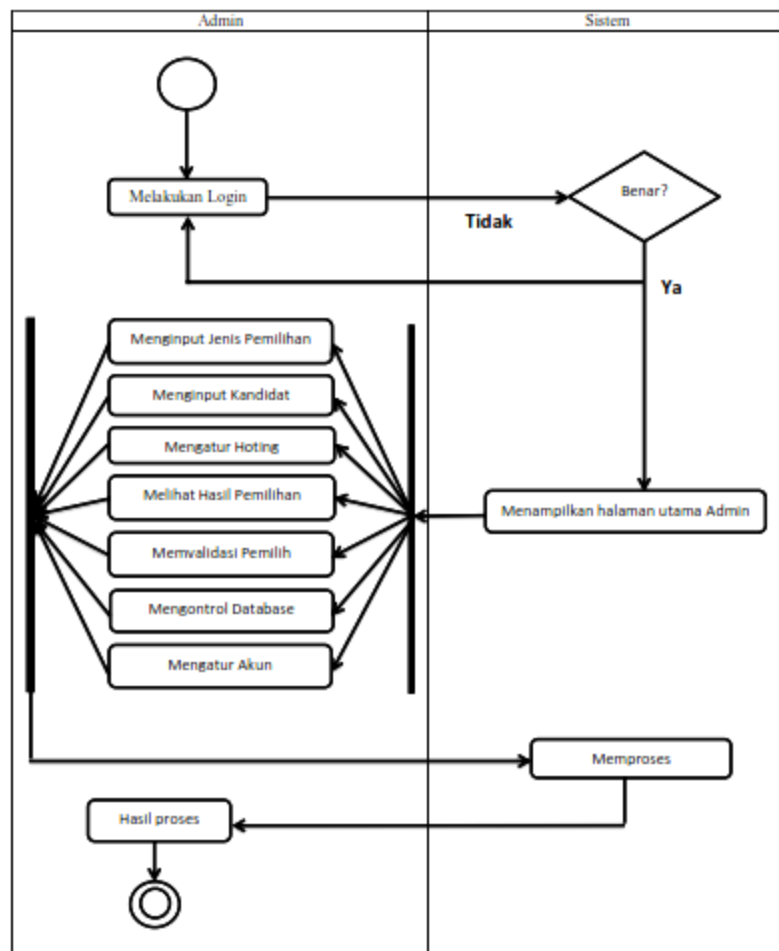 Admin
Sistem
Melakukan Login
Benar?
Tidak
Ya
Menginput Jenis Pemilihan
Menginput Kandidat
Mengatur Hoting
Melihat Hasil Pemilihan
Menampilkan halaman utama Admin
Memvalidasi Pemilih
Mengontrol Database
Mengatur Akun
Memproses
Hasil proses